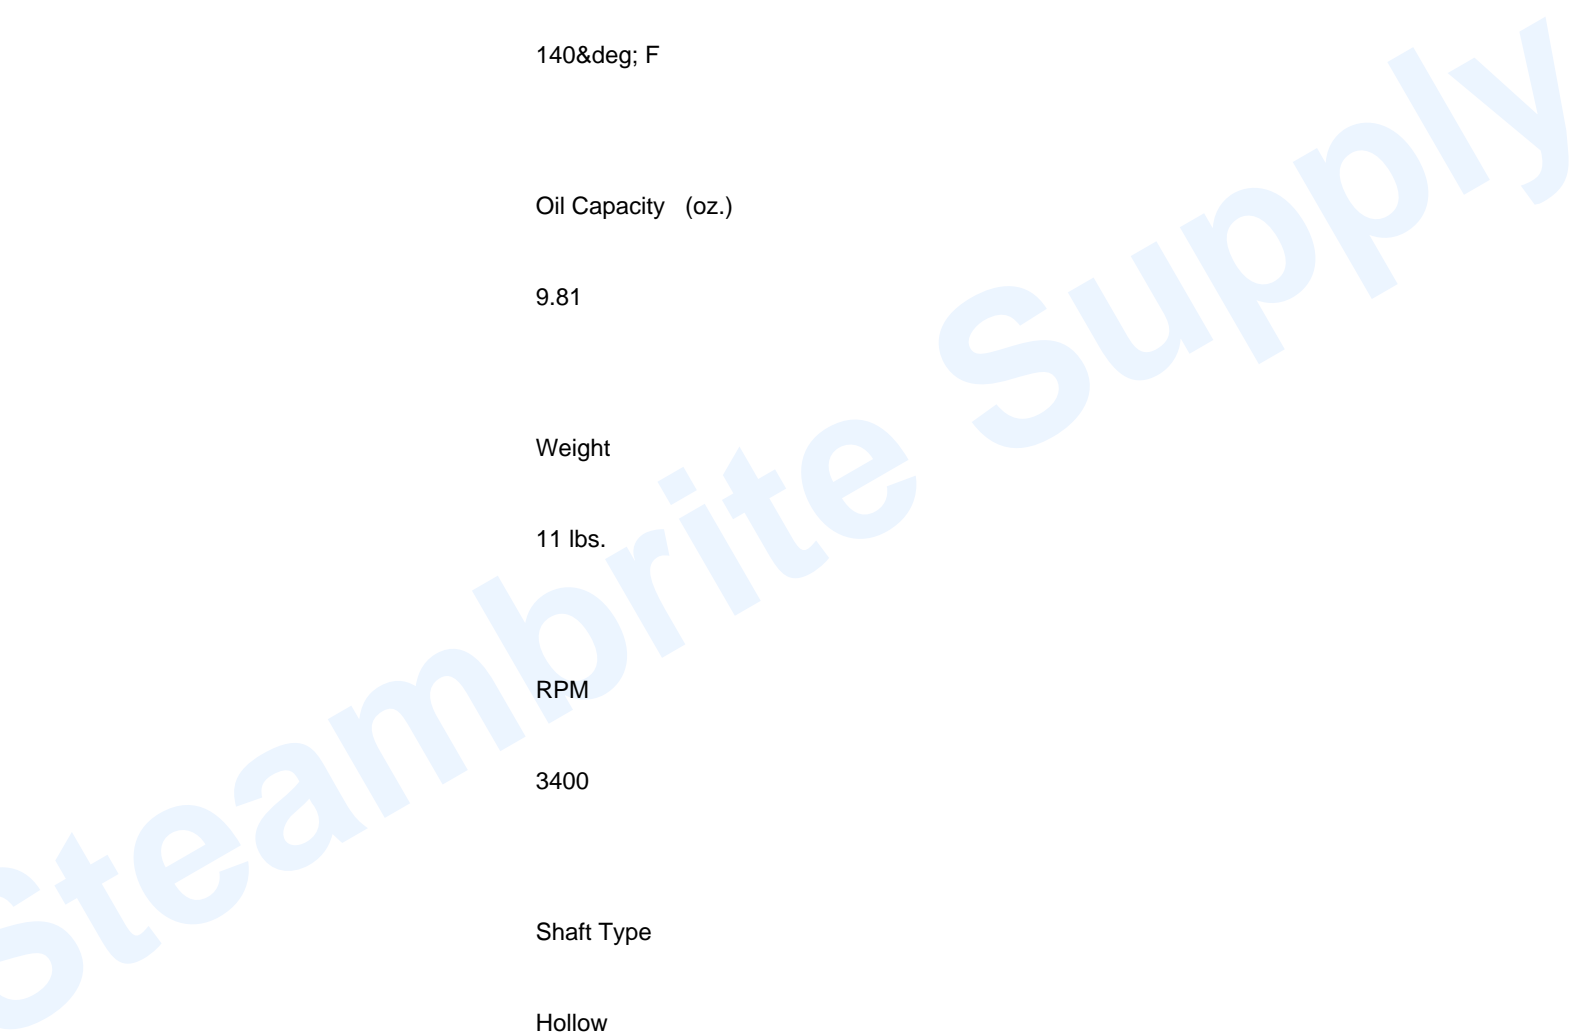 140&deg; F
Oil Capacity (oz.)
9.81
Weight
11 lbs.
RPM
3400
Shaft Type
Hollow
Steambrite Supply